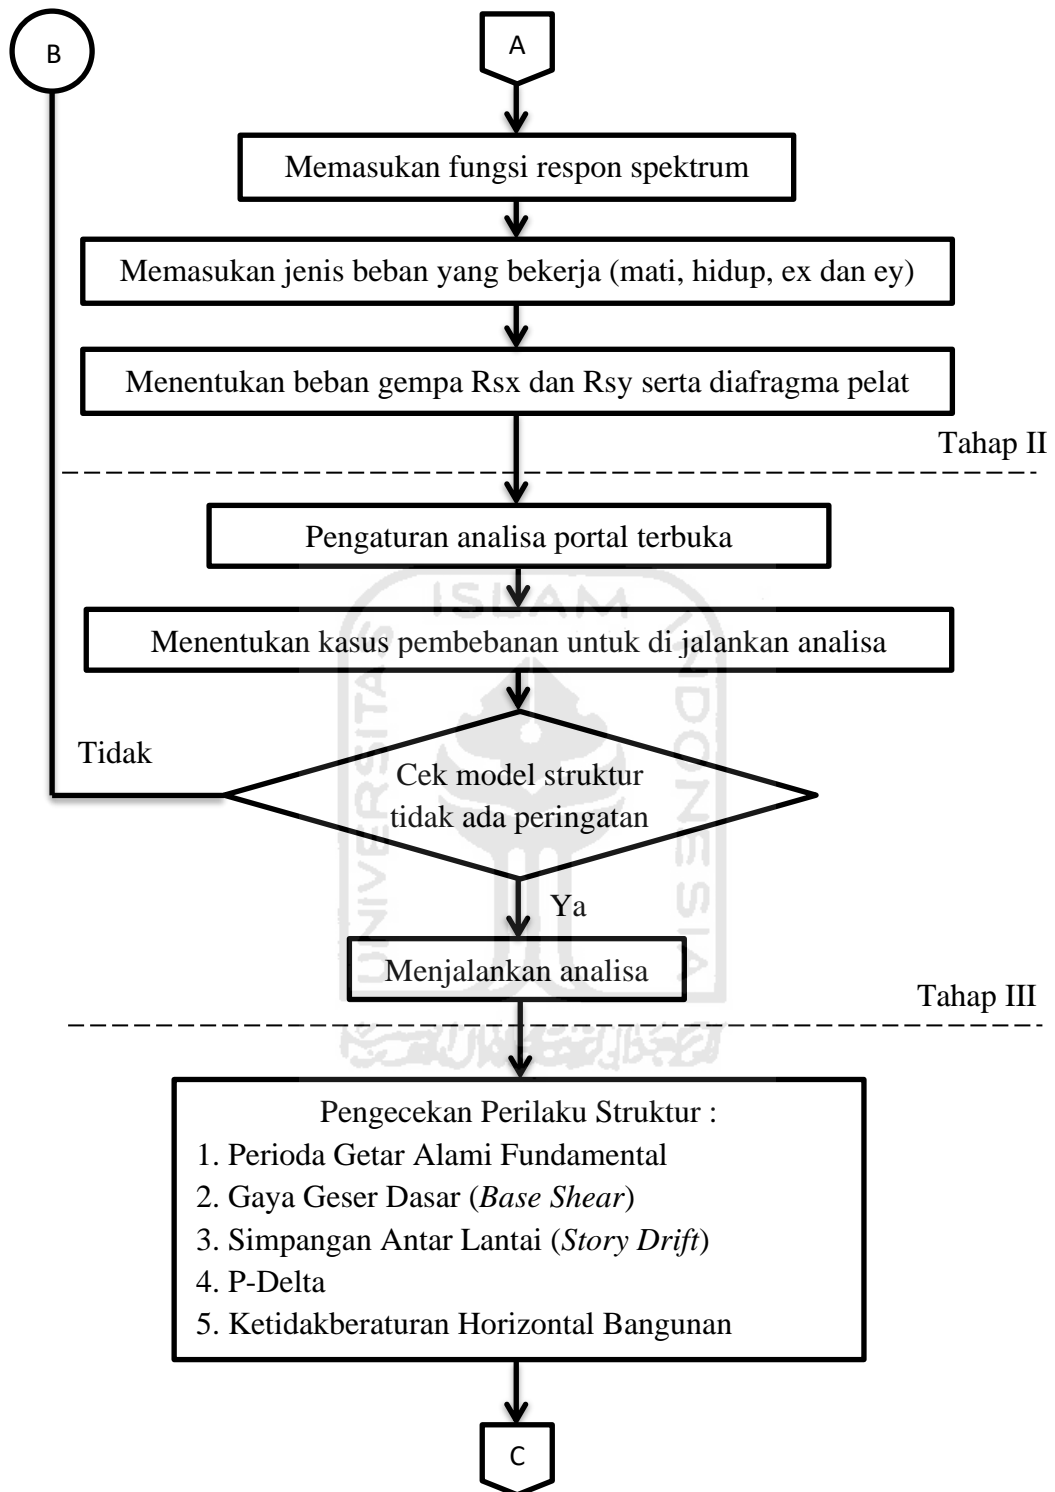 B
A
Memasukan fungsi respon spektrum
Memasukan jenis beban yang bekerja (mati, hidup, ex dan ey)
Menentukan beban gempa Rsx dan Rsy serta diafragma pelat
Tahap II
Pengaturan analisa portal terbuka
Menentukan kasus pembebanan untuk di jalankan analisa
Tidak
Cek model struktur
tidak ada peringatan
Ya
Menjalankan analisa
Tahap III
Pengecekan Perilaku Struktur :
1. Perioda Getar Alami Fundamental
2. Gaya Geser Dasar (Base Shear)
3. Simpangan Antar Lantai (Story Drift)
4. P-Delta
5. Ketidakberaturan Horizontal Bangunan
C
UNIVERSITAS
ISLAM
INDONESIA